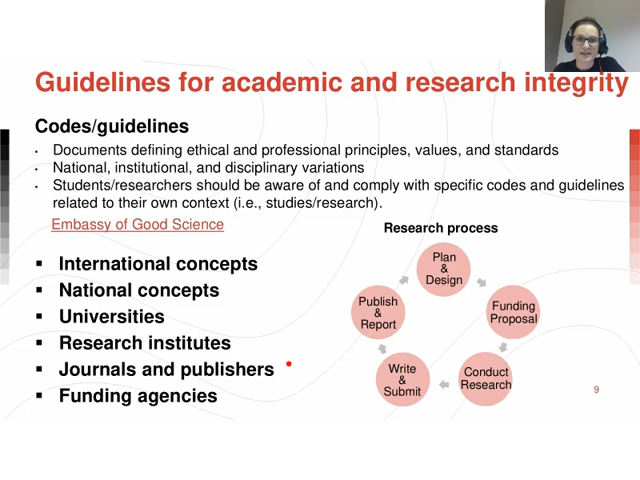 Guidelines for academic and research integrity
Codes/guidelines
• Documents defining ethical and professional principles, values, and standards
• National, institutional, and disciplinary variations
• Students/researchers should be aware of and comply with specific codes and guidelines
related to their own context (i.e., studies/research).
Embassy of Good Science
▪ International concepts
▪ National concepts
▪ Universities
▪ Research institutes
▪ Journals and publishers
▪ Funding agencies
Research process
Plan
&
Design
Funding
Proposal
Conduct
Research
Write
&
Submit
Publish
&
Report
9